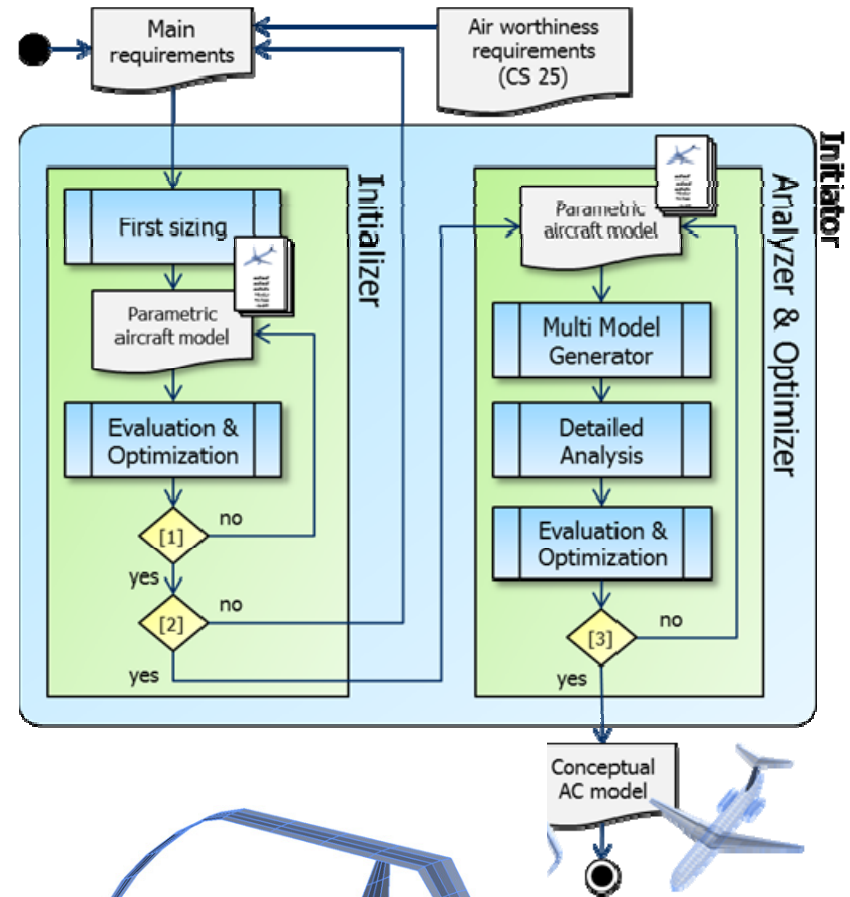 Main
requirements
Air worthiness
requirements
(CS 25)
Initiator
Initializer
First sizing
Parametric
aircraft model
Evaluation &
Optimization
[1]
no
yes
[2]
no
yes
Analyzer & Optimizer
Parametric
aircraft model
Multi Model
Generator
Detailed
Analysis
Evaluation &
Optimization
[3]
no
yes
Conceptual
AC model